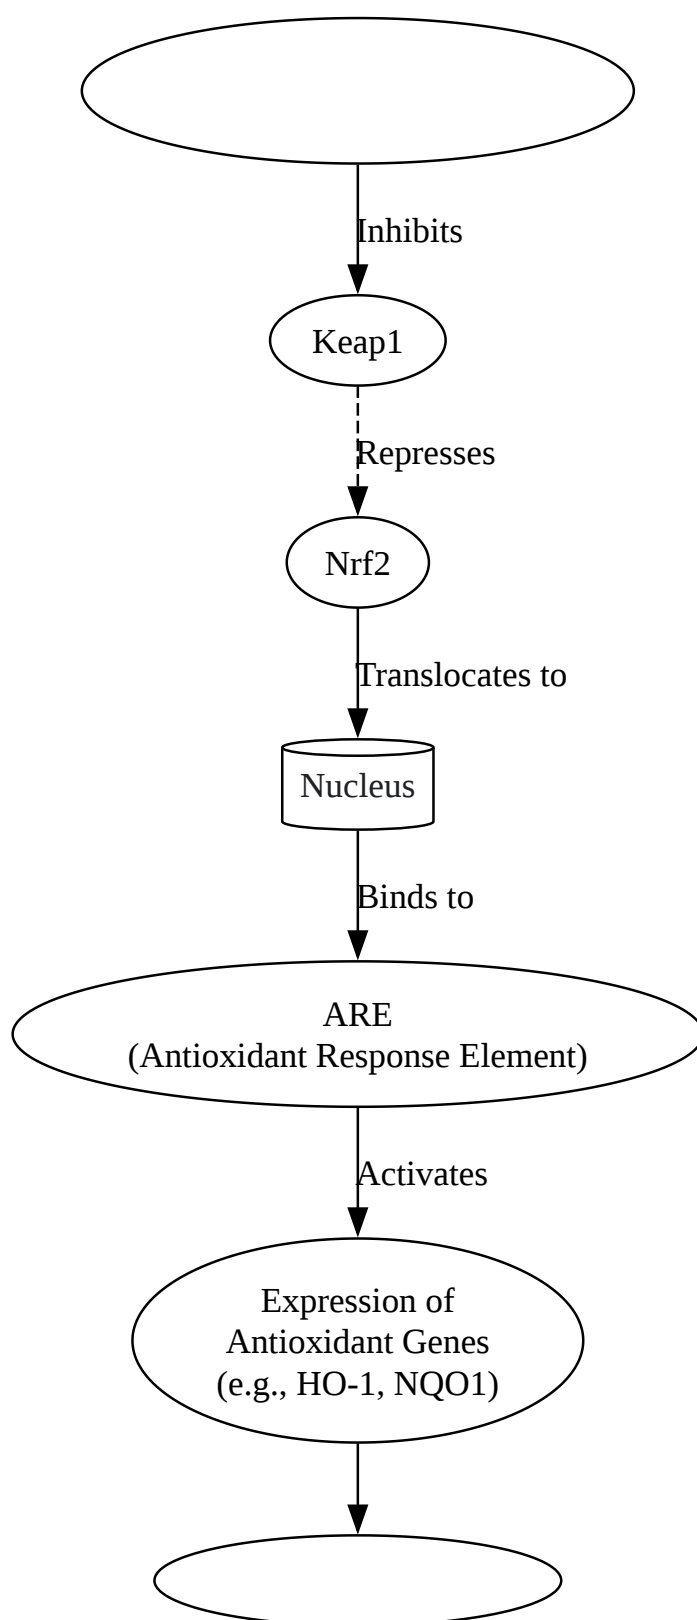 Inhibits
Keap1
Represses
Nrf2
Translocates to
Nucleus
Binds to
ARE
(Antioxidant Response Element)
Activates
Expression of
Antioxidant Genes
(e.g., HO-1, NQO1)